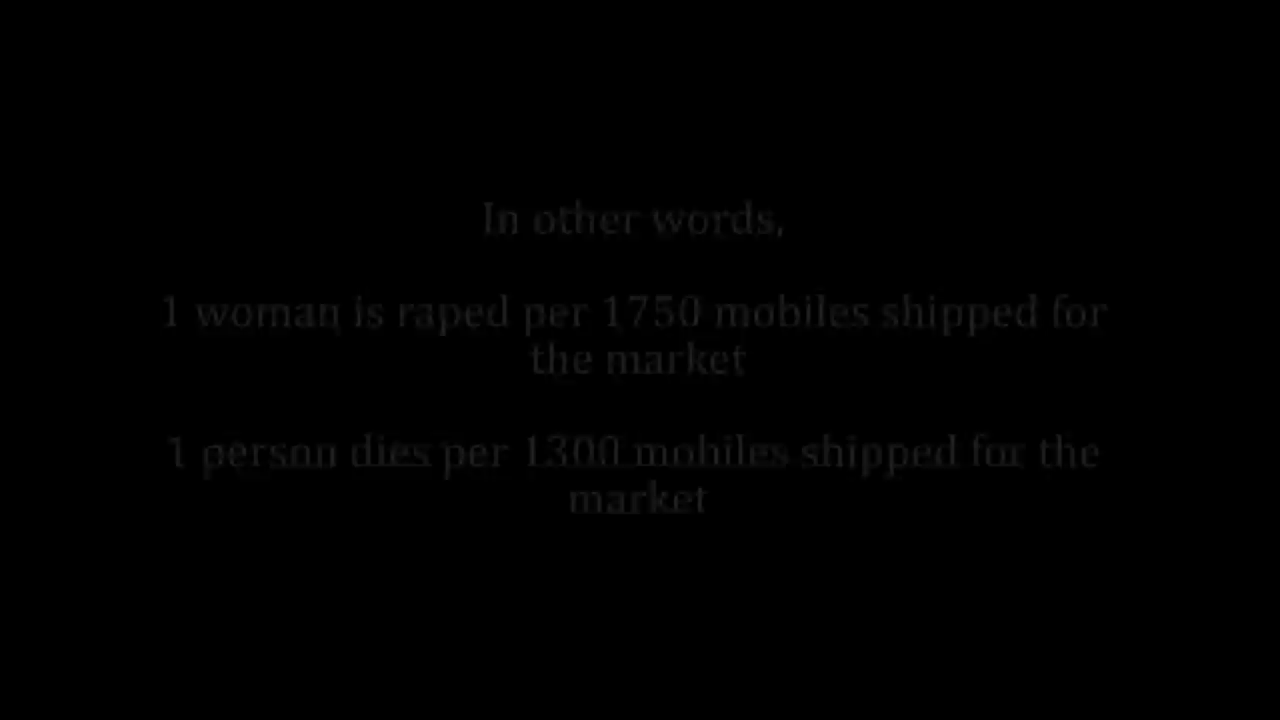 In other words,
1 woman is raped per 1750 mobiles shipped for
the market
1 person dies per 1300 mobiles shipped for the
market